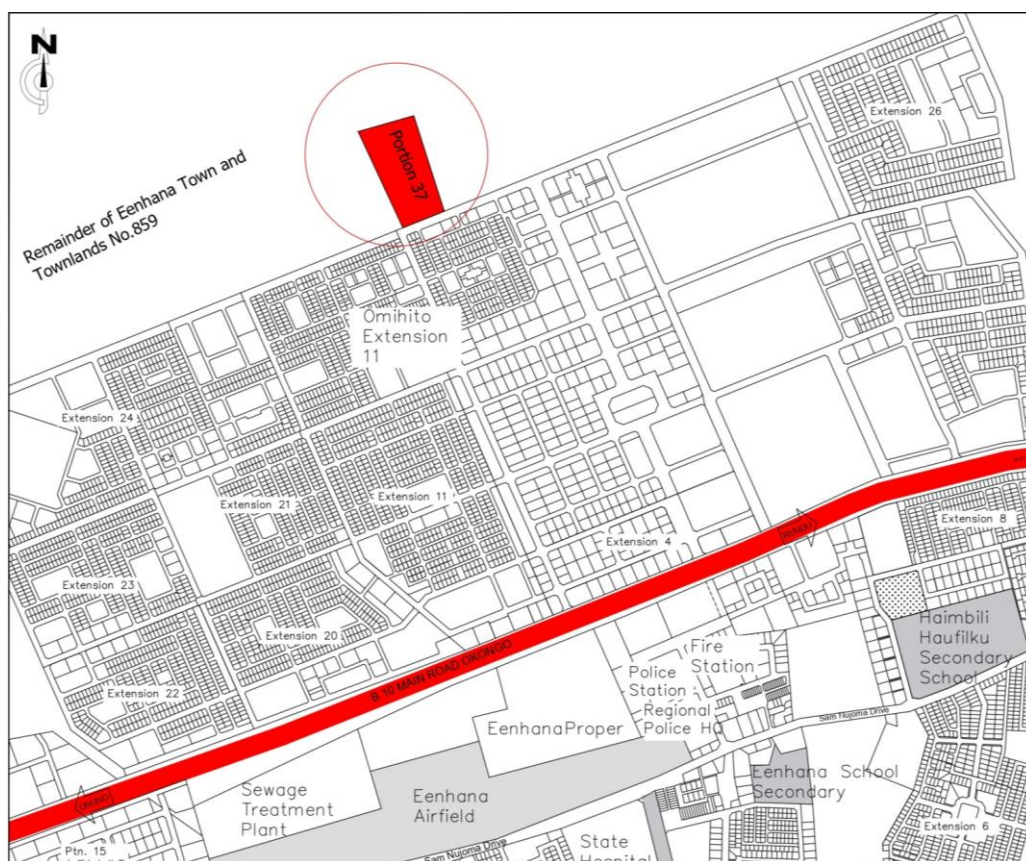 N
Extension 26
Portion 37
Remainder of Eenhana Town and
Townlands No.859
Omihito
Extension
11
Extension 24
Extension 21
Extension 11
Extension 4
RUNDU
Extension 8
Extension 23
Extension 20
Extension 22
B 10 MAIN ROAD OKONGO
Haimbili
Haufilku
Secondary
School
Fire
Station
Police
Station
Regional
Police HQ
EenhanaProper
Sam Nujoma Drive
Eenhana School
Secondary
Sewage
Treatment
Plant
Eenhana
Airfield
Extension 6
Ptn. 15
Sam Nujoma Drive
State
Hospital